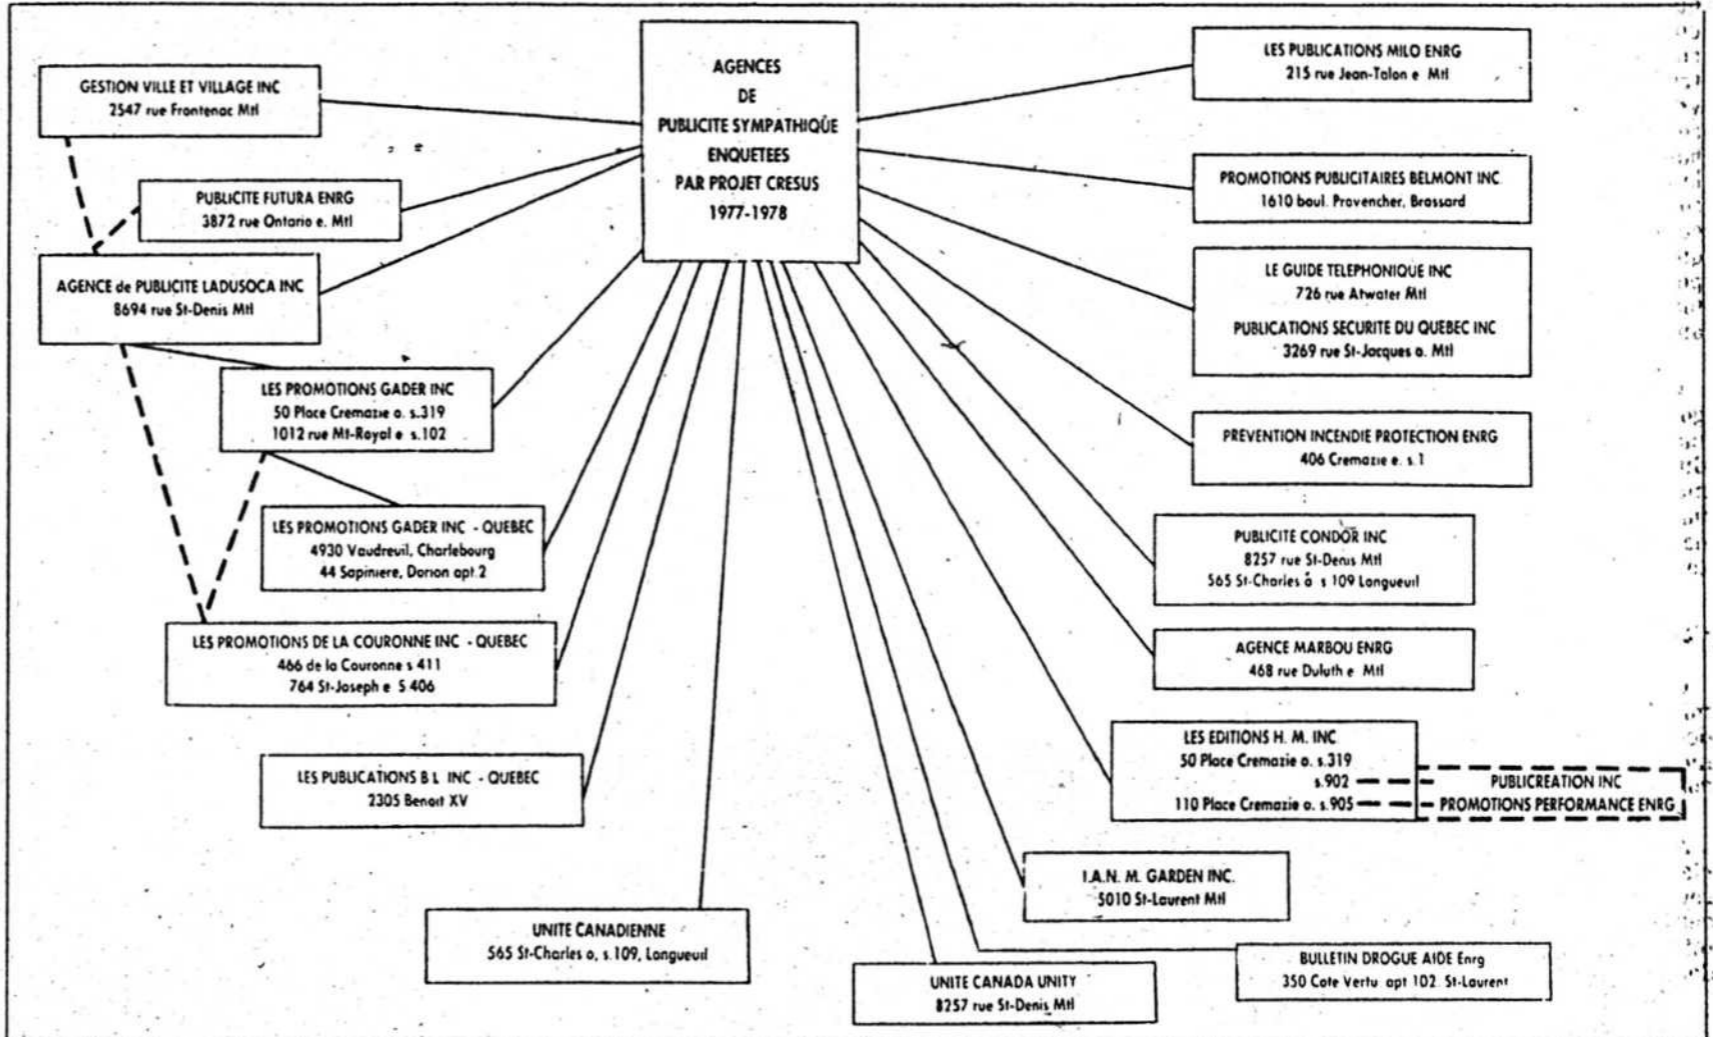 AGENCES
DE
PUBLICITE SYMPATHIQUE
ENQUETEES
PAR PROJET CRESUS
1977-1978
GESTION VILLE ET VILLAGE INC
2547 rue Frontenac Mtl
PUBLICITE FUTURA ENRG
3872 rue Ontario e. Mtl
AGENCE de PUBLICITE LADUSOCA INC
8694 rue St-Denis Mtl
LES PROMOTIONS GADER INC
50 Place Cremazie o. s.319
1012 rue Mt-Royal e s.102
LES PROMOTIONS GADER INC - QUEBEC
4930 Vaudreuil, Charlebourg
44 Sapiniere, Dorion apt.2
LES PROMOTIONS DE LA COURONNE INC - QUEBEC
466 de la Couronne s 411
764 St-Joseph e S.406
LES PUBLICATIONS B L INC - QUEBEC
2305 Benoit XV
UNITE CANADIENNE
565 St-Charles o, s.109, Longueuil
LES PUBLICATIONS MILO ENRG
215 rue Jean-Talon e Mtl
PROMOTIONS PUBLICITAIRES BELMONT INC
1610 boul. Provencher, Brossard
LE GUIDE TELEPHONIQUE INC
726 rue Atwater Mtl
PUBLICATIONS SECURITE DU QUEBEC INC
3269 rue St-Jacques o. Mtl
PREVENTION INCENDIE PROTECTION ENRG
406 Cremazie e. s.1
PUBLICITE CONDOR INC
8257 rue St-Denis Mtl
565 St-Charles o s 109 Longueuil
AGENCE MARBOU ENRG
468 rue Duluth e Mtl
LES EDITIONS H. M. INC
50 Place Cremazie o. s.319
s.902 PUBLICREATION INC
110 Place Cremazie o. s.905 PROMOTIONS PERFORMANCE ENRG
I.A.N. M. GARDEN INC.
5010 St-Laurent Mtl
BULLETIN DROGUE AIDE Enrg
350 Cote Vertu apt 102. St-Laurent
UNITE CANADA UNITY
8257 rue St-Denis Mtl